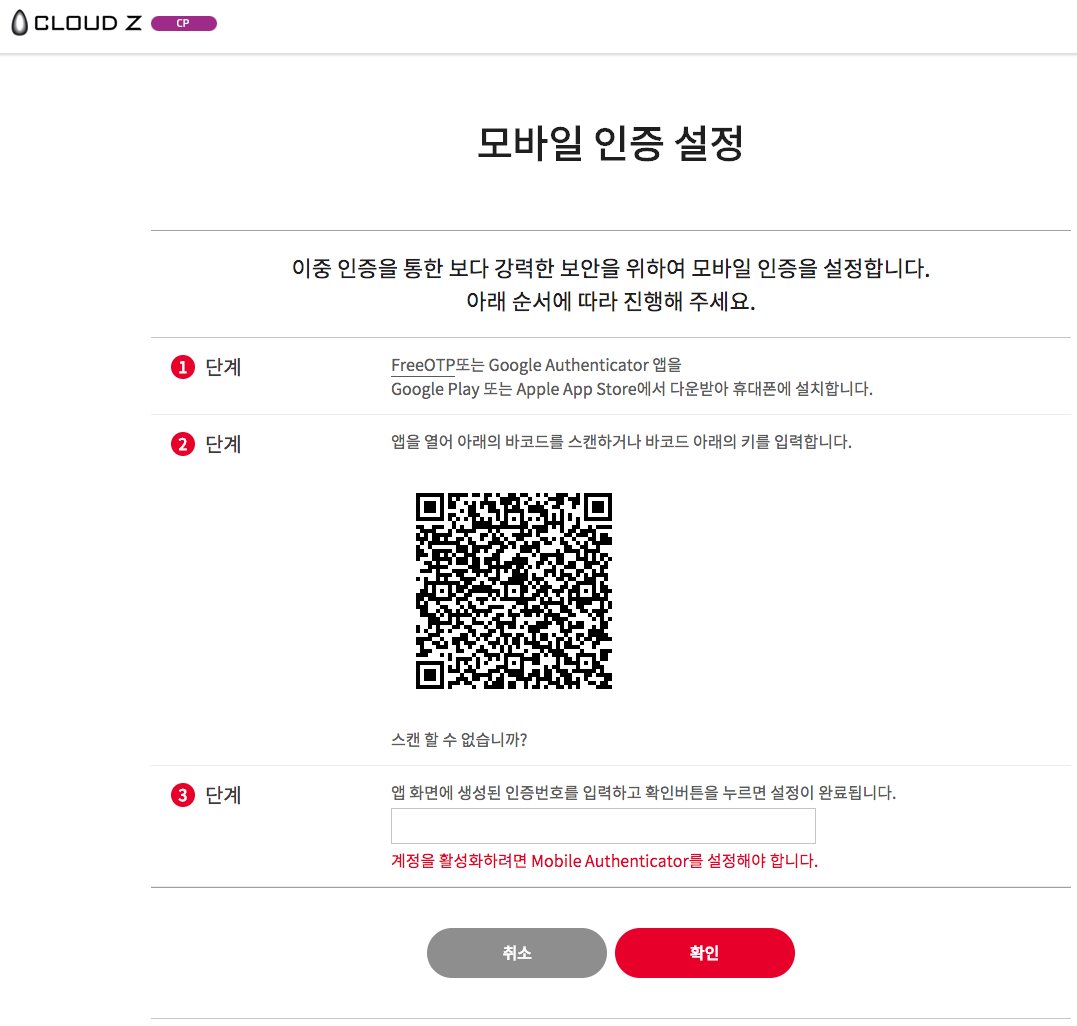 CLOUD Z CP
모바일 인증 설정
이중 인증을 통한 보다 강력한 보안을 위하여 모바일 인증을 설정합니다.
아래 순서에 따라 진행해 주세요.
1 단계
FreeOTP또는 Google Authenticator 앱을
Google Play 또는 Apple App Store에서 다운받아 휴대폰에 설치합니다.
2 단계
앱을 열어 아래의 바코드를 스캔하거나 바코드 아래의 키를 입력합니다.
스캔 할 수 없습니까?
3 단계
앱 화면에 생성된 인증번호를 입력하고 확인버튼을 누르면 설정이 완료됩니다.
계정을 활성화하려면 Mobile Authenticator를 설정해야 합니다.
취소
확인